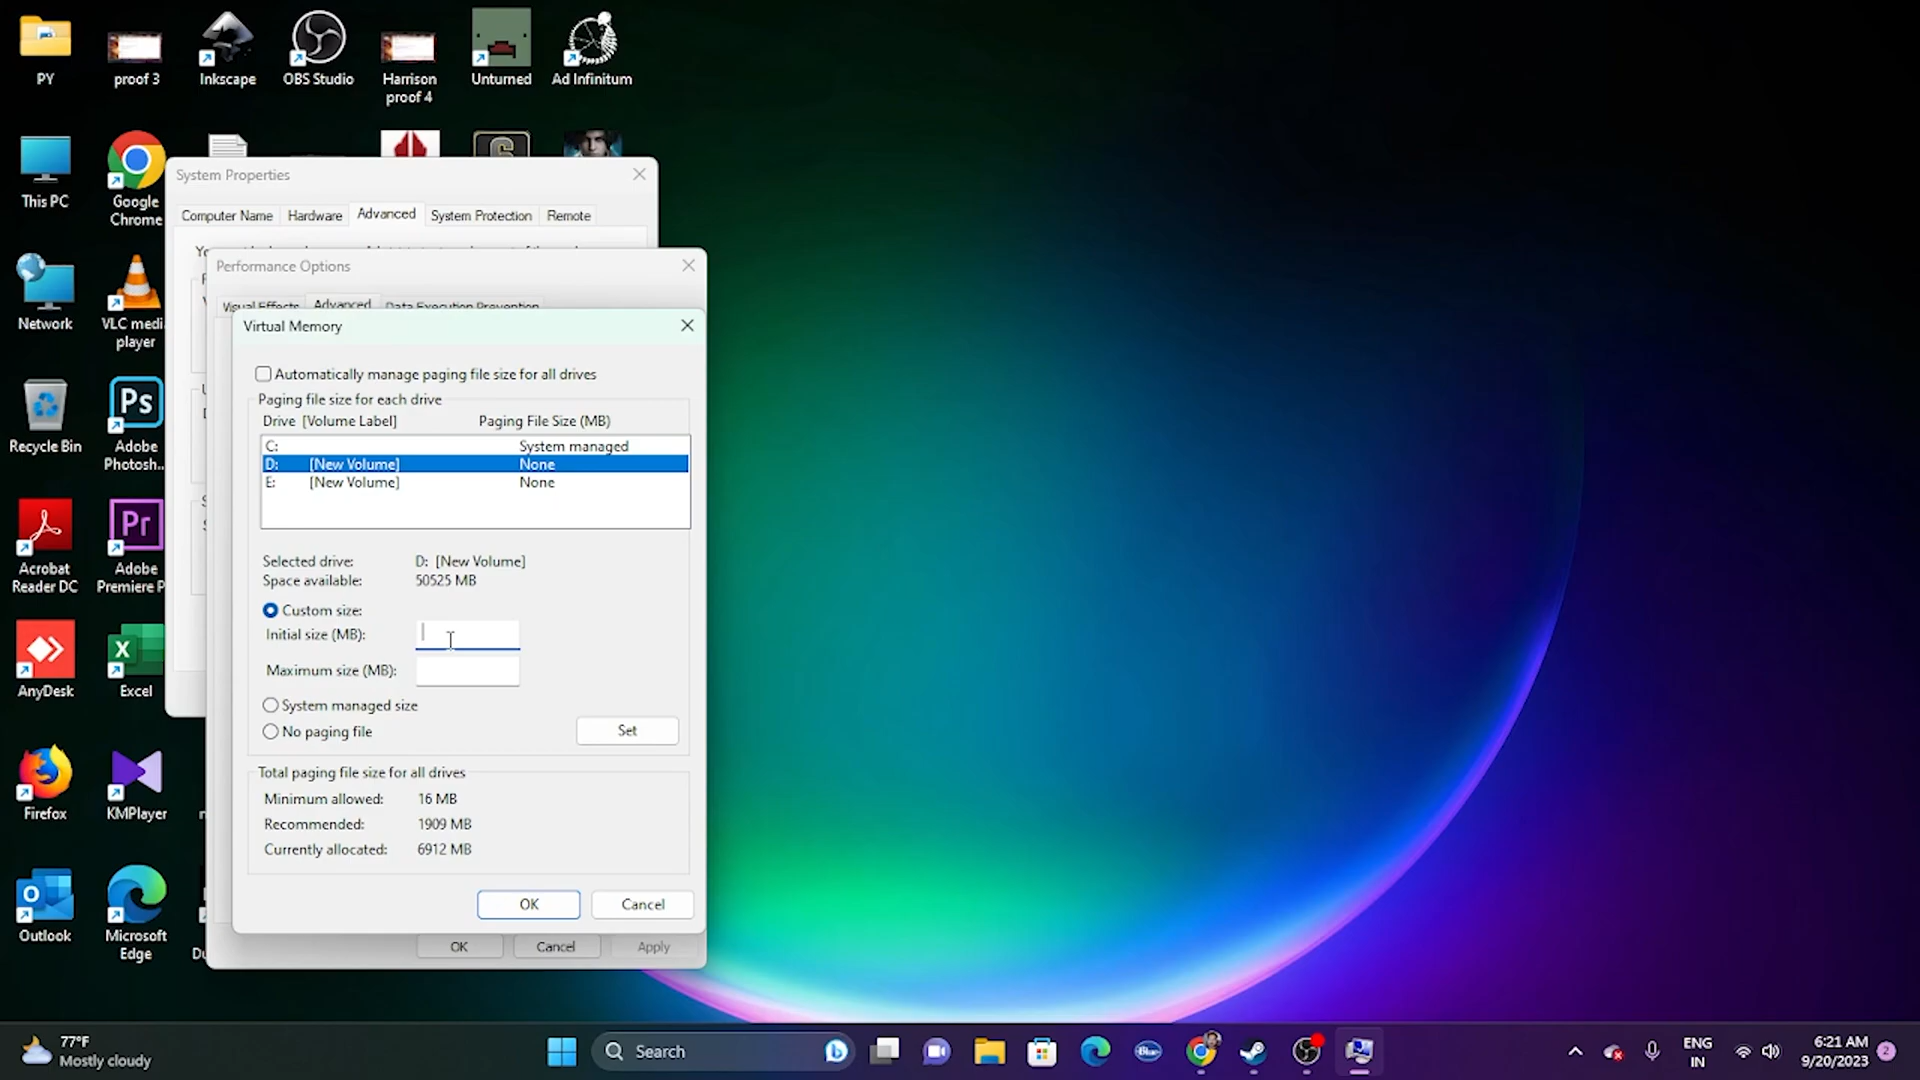 PY
proof 3
Inkscape
OBS Studio
Harrison
proof 4
Unturned
Ad Infinitum
This PC
Google
Chrome
Network
VLC medi
player
Recycle Bin
Adobe
Photosh...
Acrobat
Reader DC
Adobe
Premiere P
AnyDesk
Excel
Firefox
KMPlayer
Outlook
Microsoft
Edge
System Properties
Computer Name
Hardware
Advanced
System Protection
Remote
Performance Options
Visual Effects
Advanced
Data Execution Prevention
Virtual Memory
Automatically manage paging file size for all drives
Paging file size for each drive
Drive [Volume Label] Paging File Size (MB)
C: System managed
D: [New Volume] None
E: [New Volume] None
Selected drive: D: [New Volume]
Space available: 50525 MB
Custom size:
Initial size (MB):
Maximum size (MB):
System managed size
No paging file
Set
Total paging file size for all drives
Minimum allowed: 16 MB
Recommended: 1909 MB
Currently allocated: 6912 MB
OK Cancel
OK Cancel Apply
77°F
Mostly cloudy
Search
ENG
IN
6:21 AM
9/20/2023
2